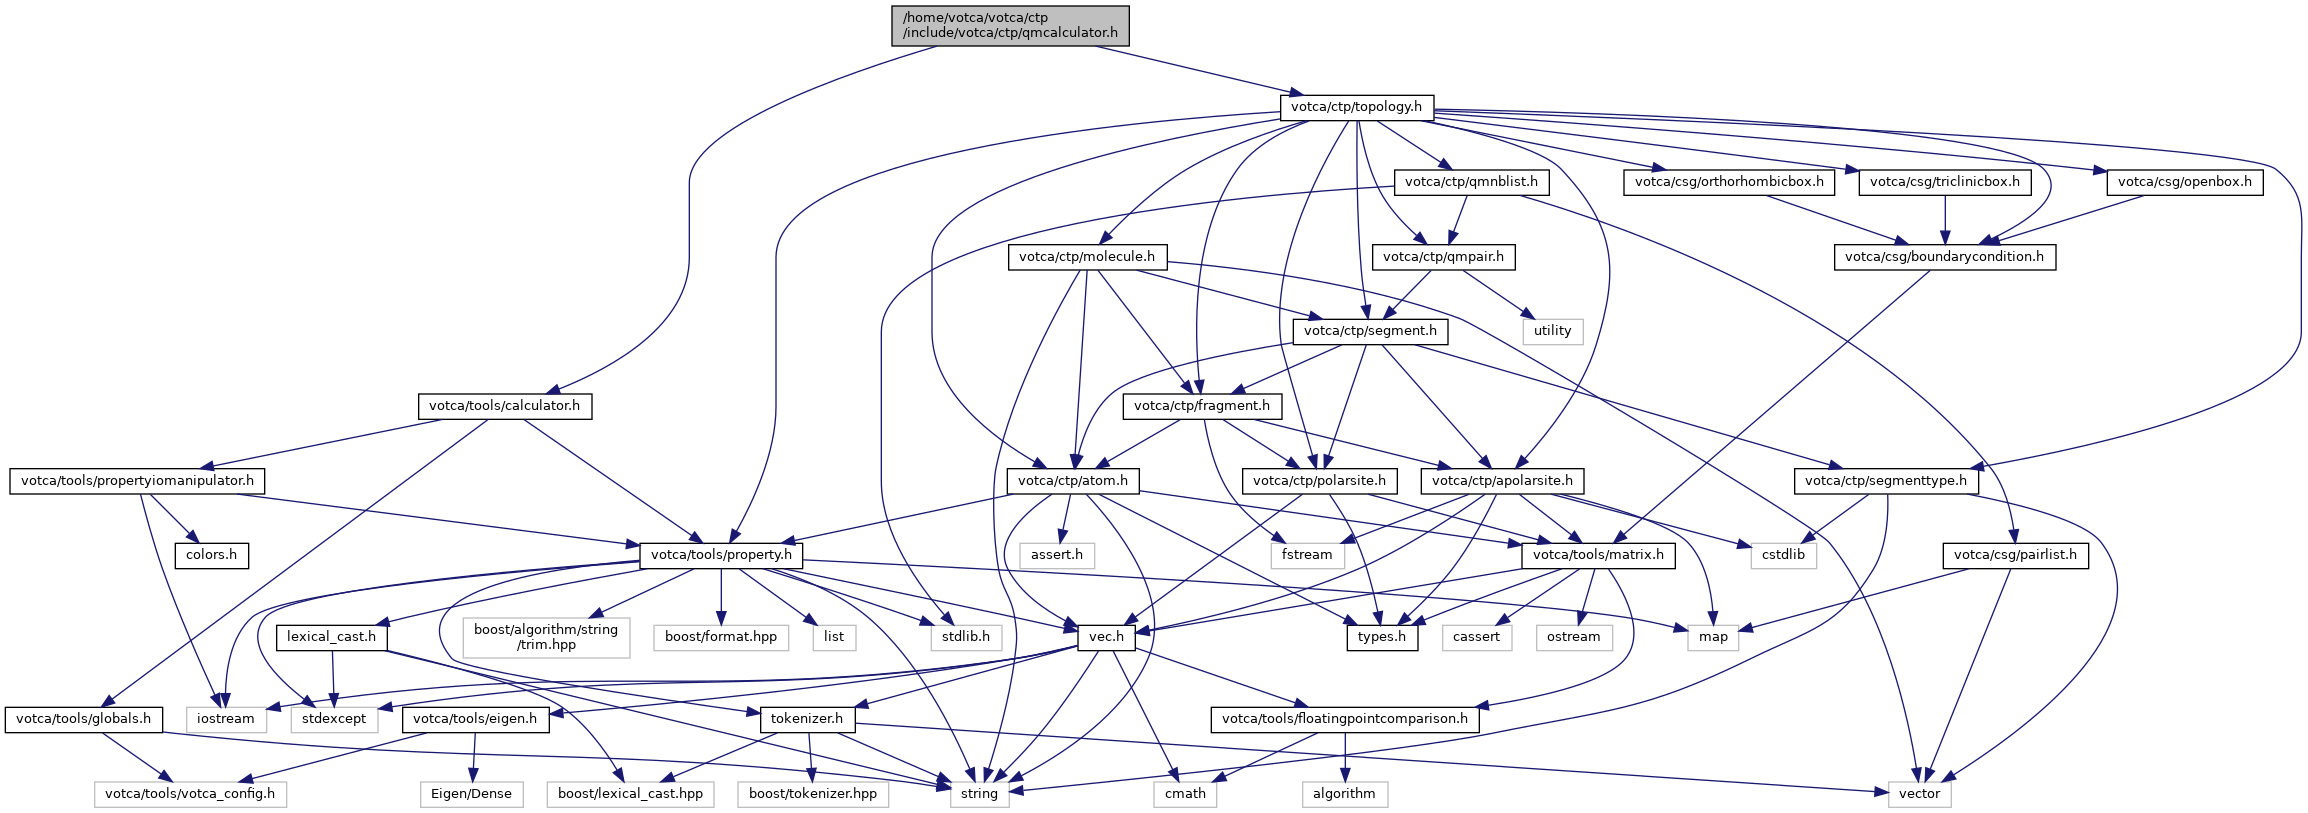 /home/votca/votca/ctp
/include/votca/ctp/qmcalculator.h
votca/ctp/topology.h
votca/ctp/qmnblist.h
votca/csg/orthorhombicbox.h
votca/csg/triclinicbox.h
votca/csg/openbox.h
votca/ctp/molecule.h
votca/ctp/qmpair.h
votca/csg/boundarycondition.h
votca/ctp/segment.h
utility
votca/tools/calculator.h
votca/ctp/fragment.h
votca/tools/propertyiomanipulator.h
votca/ctp/atom.h
votca/ctp/polarsite.h
votca/ctp/apolarsite.h
votca/ctp/segmenttype.h
colors.h
votca/tools/property.h
assert.h
fstream
votca/tools/matrix.h
cstdlib
votca/csg/pairlist.h
lexical_cast.h
boost/algorithm/string
/trim.hpp
boost/format.hpp
list
stdlib.h
vec.h
types.h
cassert
ostream
map
votca/tools/globals.h
iostream
stdexcept
votca/tools/eigen.h
tokenizer.h
votca/tools/floatingpointcomparison.h
votca/tools/votca_config.h
Eigen/Dense
boost/lexical_cast.hpp
boost/tokenizer.hpp
string
cmath
algorithm
vector